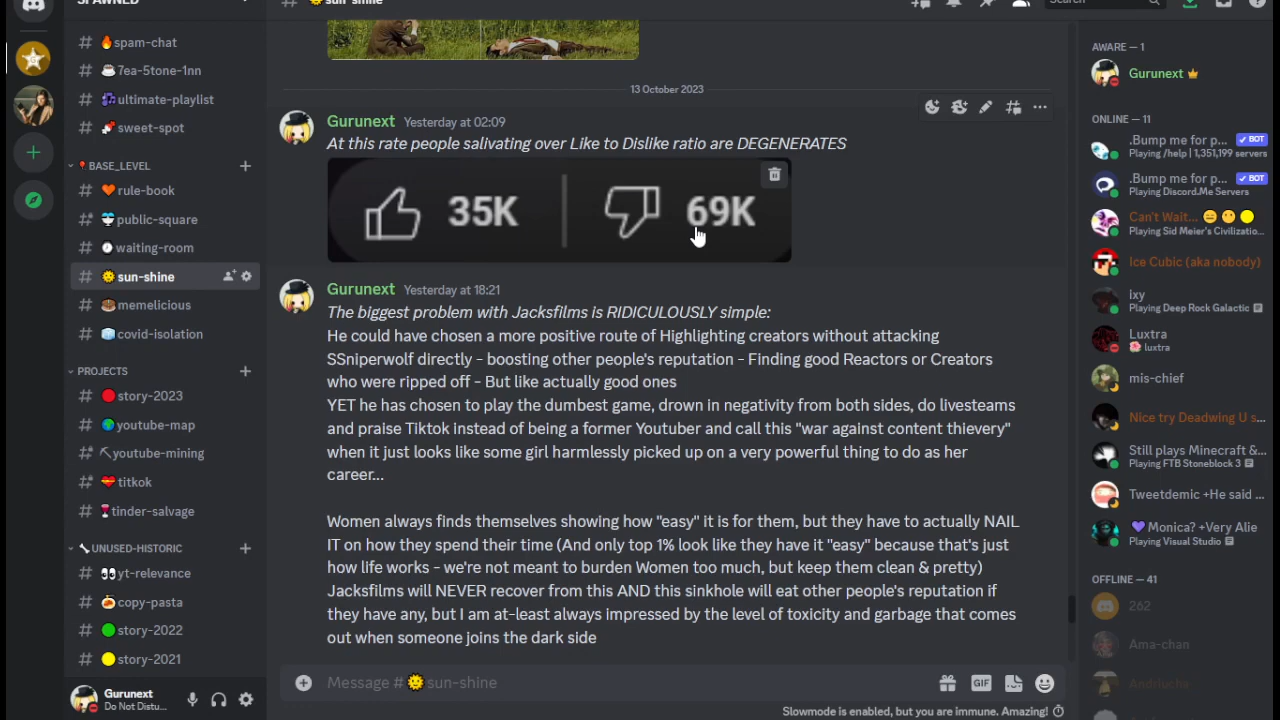 SPAWNED
🔥spam-chat
☕7ea-5tone-1nn
🎶ultimate-playlist
🍬sweet-spot
📍BASE_LEVEL
🧡rule-book
public-square
⌚waiting-room
🌞sun-shine
🍔memelicious
🧊covid-isolation
PROJECTS
🔴story-2023
🌍youtube-map
⛏youtube-mining
💝titkok
🍷tinder-salvage
🔧UNUSED-HISTORIC
👀yt-relevance
copy-pasta
🟢story-2022
🟡story-2021
Gurunext
Do Not Distu...
🌞sun-shine
Search
13 October 2023
Gurunext Yesterday at 02:09
At this rate people salivating over Like to Dislike ratio are DEGENERATES
35K 69K
Gurunext Yesterday at 18:21
The biggest problem with Jacksfilms is RIDICULOUSLY simple:
He could have chosen a more positive route of Highlighting creators without attacking
SSniperwolf directly - boosting other people's reputation - Finding good Reactors or Creators
who were ripped off - But like actually good ones
YET he has chosen to play the dumbest game, drown in negativity from both sides, do livesteams
and praise Tiktok instead of being a former Youtuber and call this "war against content thievery"
when it just looks like some girl harmlessly picked up on a very powerful thing to do as her
career...
Women always finds themselves showing how "easy" it is for them, but they have to actually NAIL
IT on how they spend their time (And only top 1% look like they have it "easy" because that's just
how life works - we're not meant to burden Women too much, but keep them clean & pretty)
Jacksfilms will NEVER recover from this AND this sinkhole will eat other people's reputation if
they have any, but I am at-least always impressed by the level of toxicity and garbage that comes
out when someone joins the dark side
Message #🌞sun-shine
GIF
Slowmode is enabled, but you are immune. Amazing!
AWARE — 1
Gurunext
ONLINE — 11
.Bump me for p... ✓ BOT
Playing /help | 1,351,199 servers
.Bump me for p... ✓ BOT
Playing Discord.Me Servers
Can't Wait... 😑 😶 🟡
Playing Sid Meier's Civilizatio...
Ice Cubic (aka nobody)
Ixy
Playing Deep Rock Galactic
Luxtra
🌸 luxtra
mis-chief
Nice try Deadwing U s...
Still plays Minecraft &...
Playing FTB Stoneblock 3
Tweetdemic +He said ...
💜Monica? +Very Alie
Playing Visual Studio
OFFLINE — 41
262
Ama-chan
Andiluche